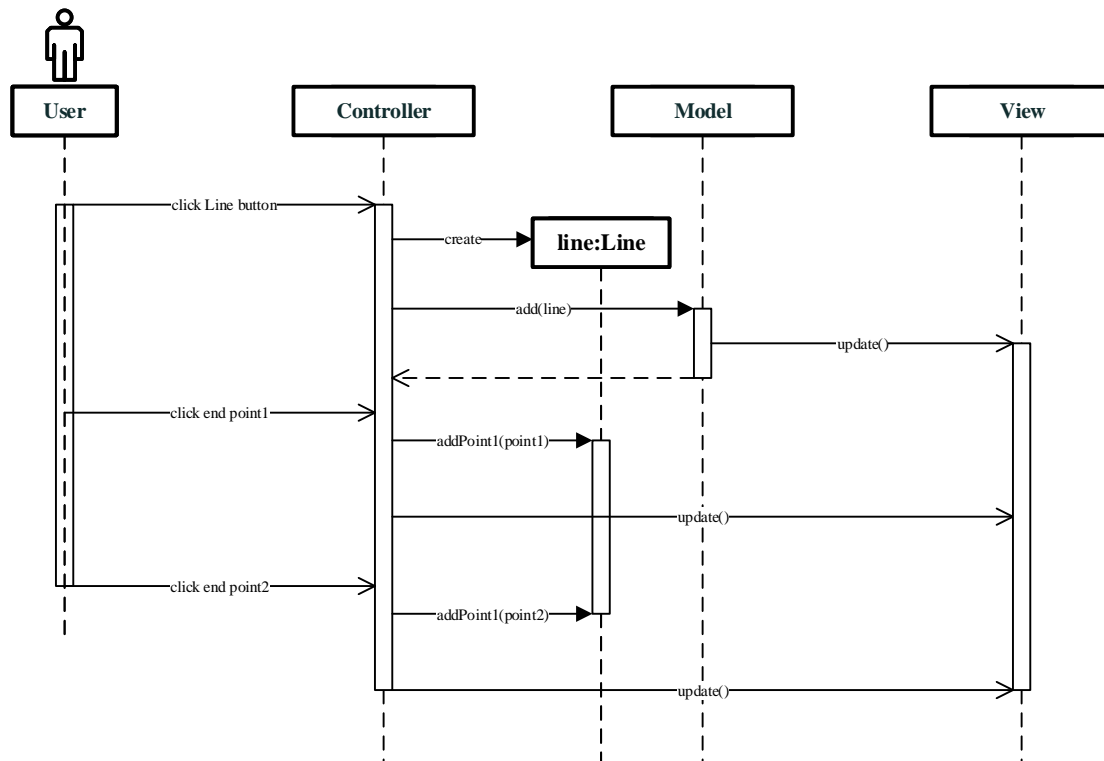 User
Controller
Model
View
click Line button
create
line:Line
add(line)
update()
click end point1
addPoint1(point1)
update()
click end point2
addPoint1(point2)
update()